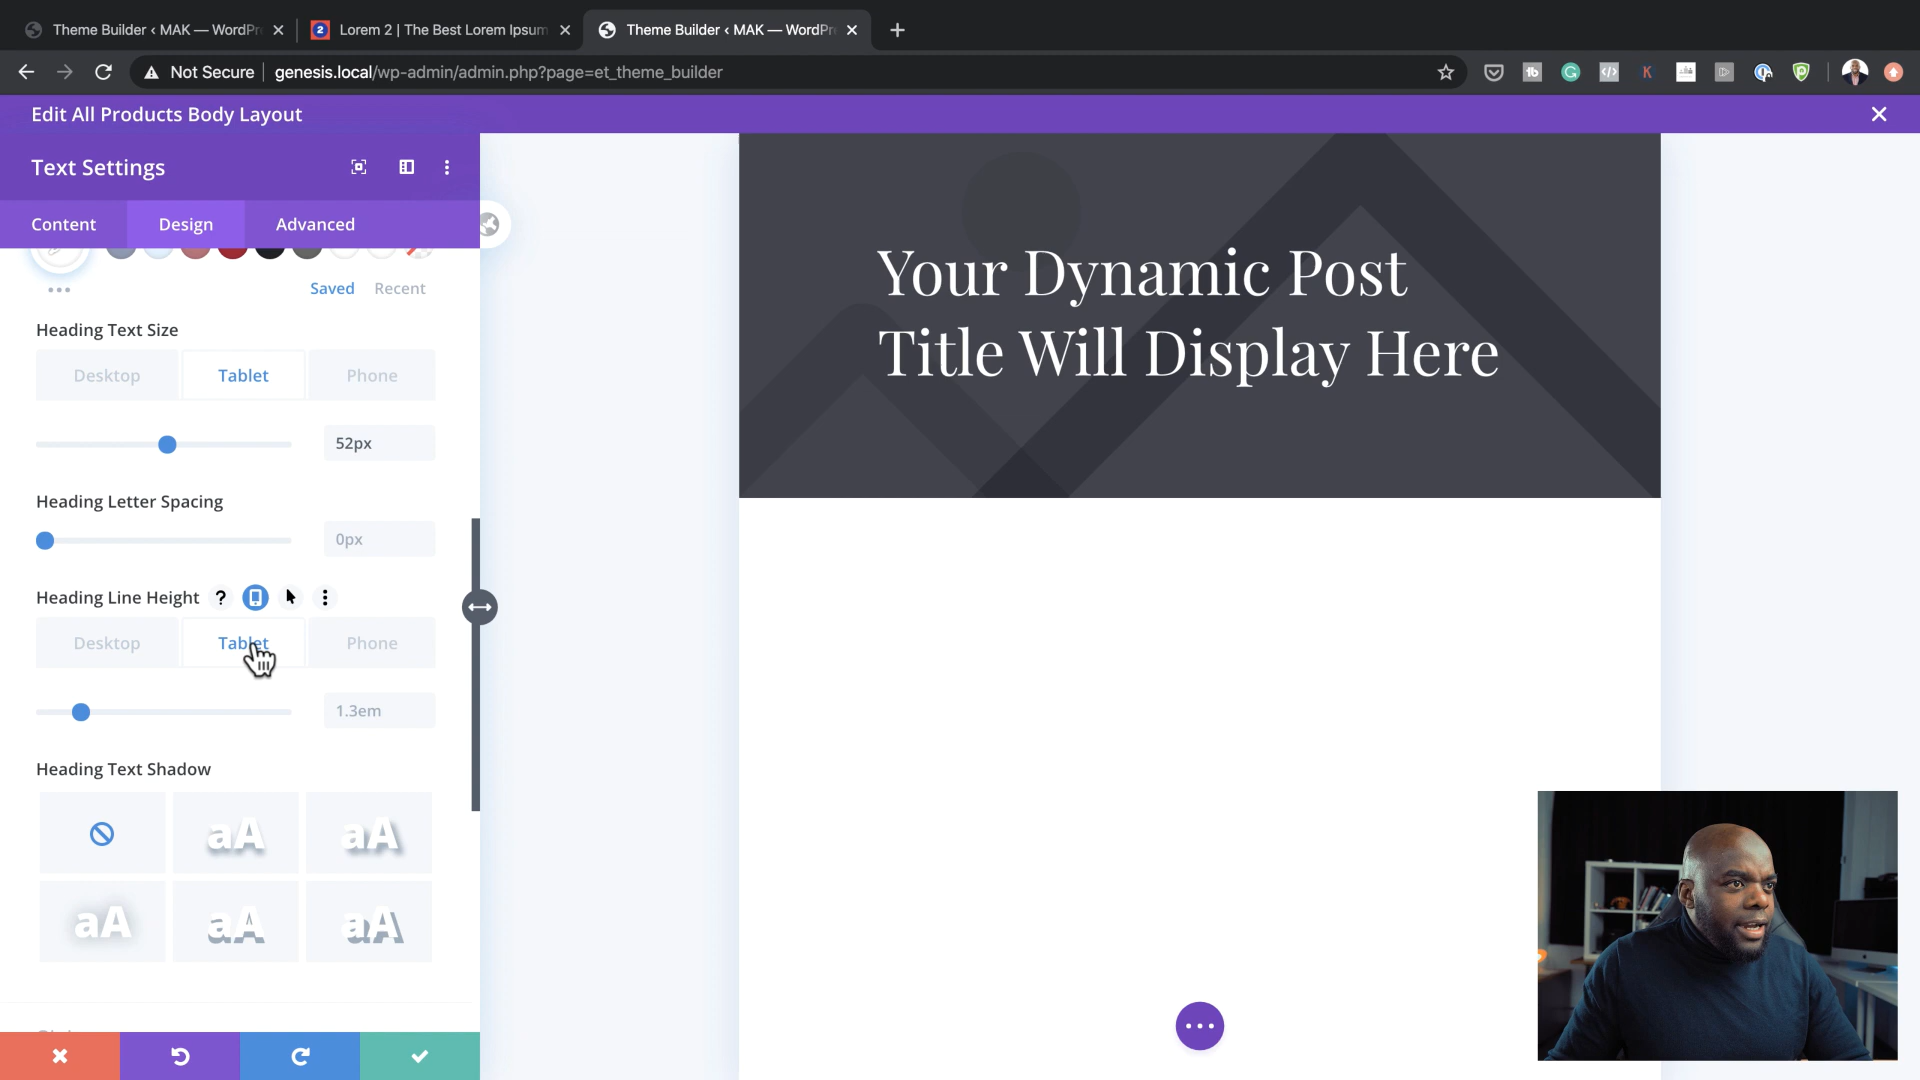 Theme Builder ‹ MAK — WordPr
Lorem 2 | The Best Lorem Ipsum
Theme Builder ‹ MAK — WordPr
Not Secure
genesis.local/wp-admin/admin.php?page=et_theme_builder
Edit All Products Body Layout
Text Settings
Content
Design
Advanced
Saved
Recent
Heading Text Size
Desktop
Tablet
Phone
52px
Heading Letter Spacing
0px
Heading Line Height
?
Desktop
Tablet
Phone
1.3em
Heading Text Shadow
aA
aA
aA
aA
aA
Your Dynamic Post
Title Will Display Here